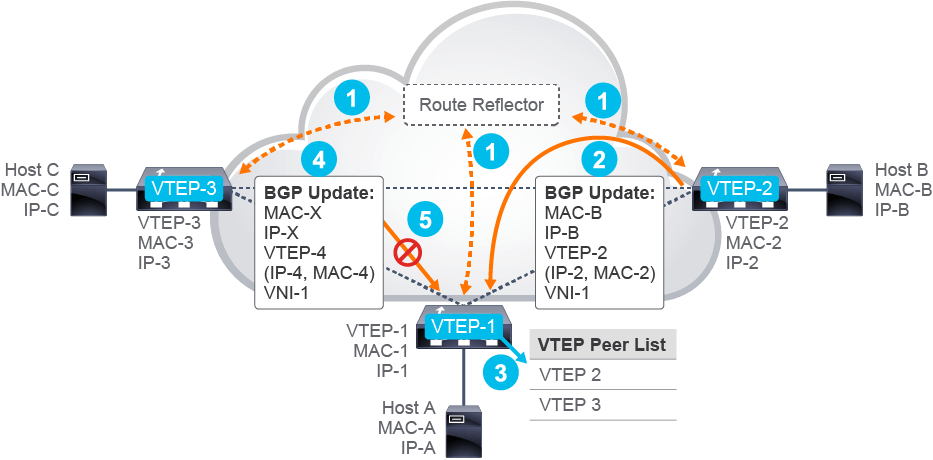 Route Reflector
1
1
1
4
2
Host C
MAC-C
IP-C
VTEP-3
VTEP-3
MAC-3
IP-3
BGP Update:
MAC-X
IP-X
VTEP-4
(IP-4, MAC-4)
VNI-1
5
BGP Update:
MAC-B
IP-B
VTEP-2
(IP-2, MAC-2)
VNI-1
VTEP-2
VTEP-2
MAC-2
IP-2
Host B
MAC-B
IP-B
VTEP-1
VTEP-1
MAC-1
IP-1
3
VTEP Peer List
VTEP 2
VTEP 3
Host A
MAC-A
IP-A